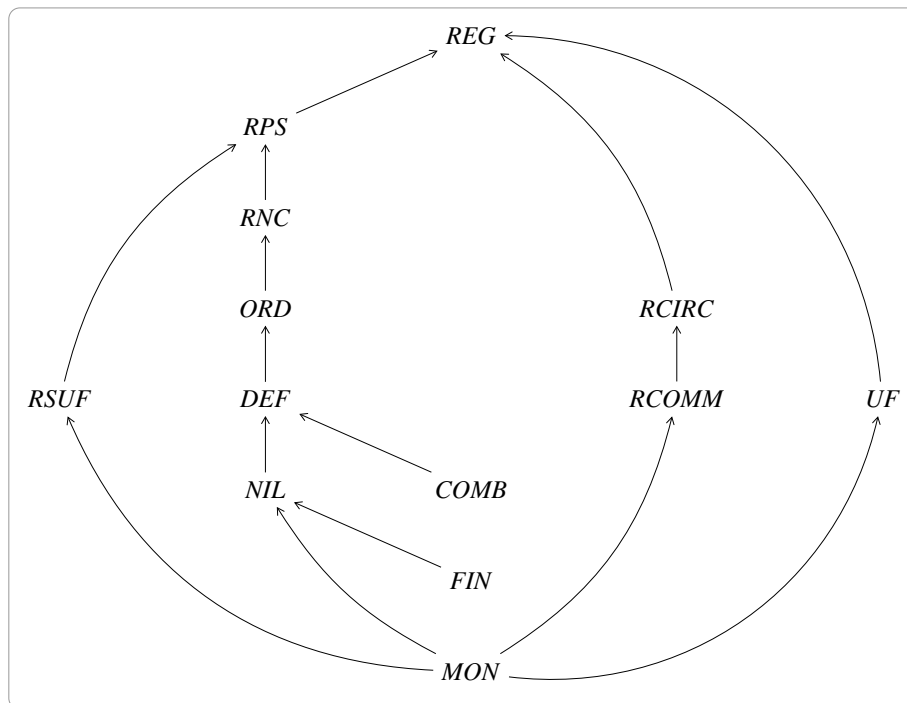 REG
RPS
RNC
ORD RCIRC
RSUF DEF RCOMM UF
NIL COMB
FIN
MON